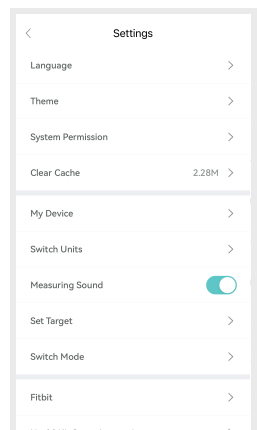 Settings
Language
Theme
System Permission
Clear Cache 2.28M
My Device
Switch Units
Measuring Sound
Set Target
Switch Mode
Fitbit